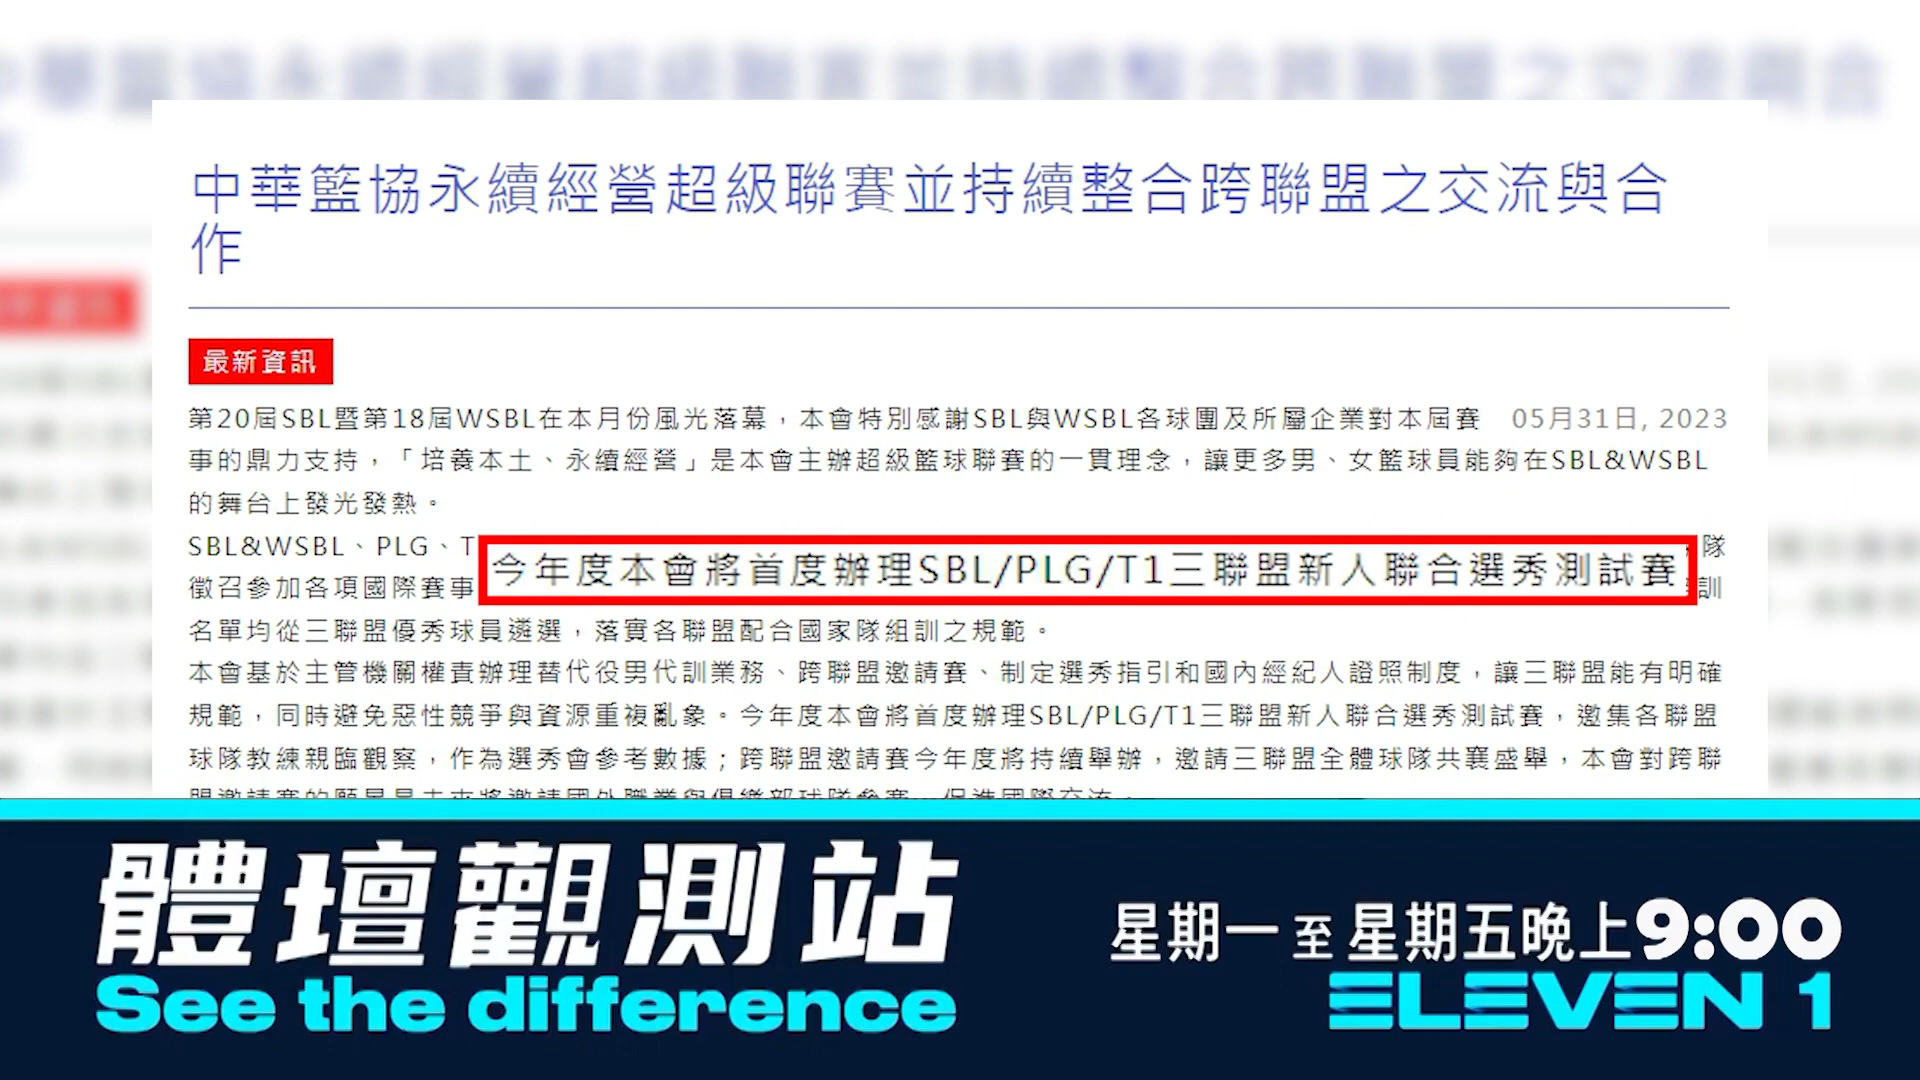 中華籃協永續經營超級聯賽並持續整合跨聯盟之交流與合
作
最新資訊
第20屆SBL暨第18屆WSBL在本月份風光落幕，本會特別感謝SBL與WSBL各球團及所屬企業對本屆賽 05月31日, 2023
事的鼎力支持，「培養本土、永續經營」是本會主辦超級籃球聯賽的一貫理念，讓更多男、女籃球員能夠在SBL&WSBL
的舞台上發光發熱。
SBL&WSBL、PLG、T
隊
今年度本會將首度辦理SBL/PLG/T1三聯盟新人聯合選秀測試賽
徵召參加各項國際賽事
訓
名單均從三聯盟優秀球員遴選，落實各聯盟配合國家隊組訓之規範。
本會基於主管機關權責辦理替代役男代訓業務、跨聯盟邀請賽、制定選秀指引和國內經紀人證照制度，讓三聯盟能有明確
規範，同時避免惡性競爭與資源重複亂象。今年度本會將首度辦理SBL/PLG/T1三聯盟新人聯合選秀測試賽，邀集各聯盟
球隊教練親臨觀察，作為選秀會參考數據；跨聯盟邀請賽今年度將持續舉辦，邀請三聯盟全體球隊共襄盛舉，本會對跨聯
體壇觀測站
See the difference
星期一至星期五晚上9:00
ELEVEN 1